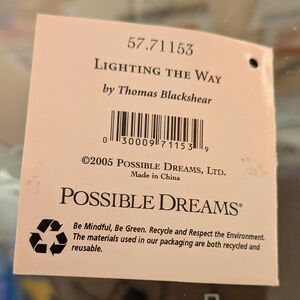 57.71153
LIGHTING THE WAY
by Thomas Blackshear
0 30009 71153 9
©2005 POSSIBLE DREAMS, LTD.
Made in China
POSSIBLE DREAMS®
Be Mindful, Be Green. Recycle and Respect the Environment.
The materials used in our packaging are both recycled and
reusable.